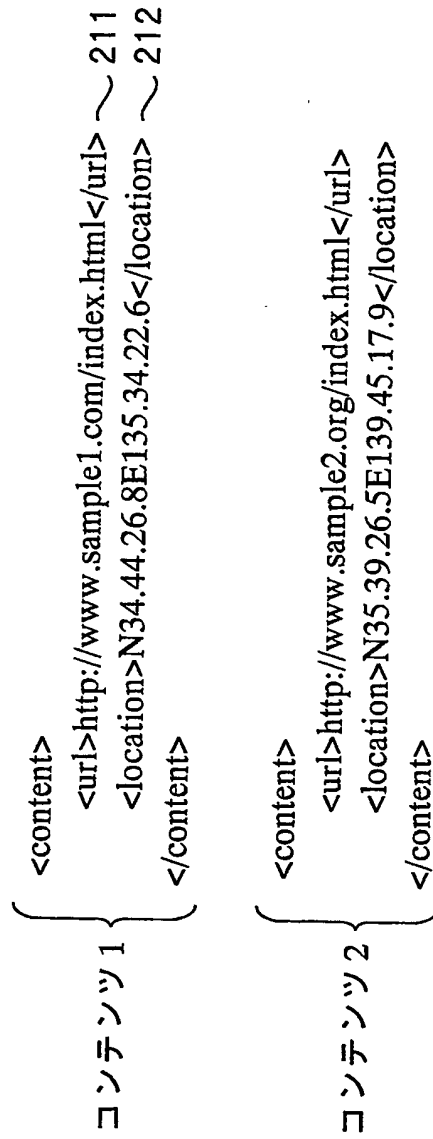 コンテンツ1
<content>
<url>http://www.sample1.com/index.html</url> ～ 211
<location>N34.44.26.8E135.34.22.6</location> ～ 212
</content>
コンテンツ2
<content>
<url>http://www.sample2.org/index.html</url>
<location>N35.39.26.5E139.45.17.9</location>
</content>